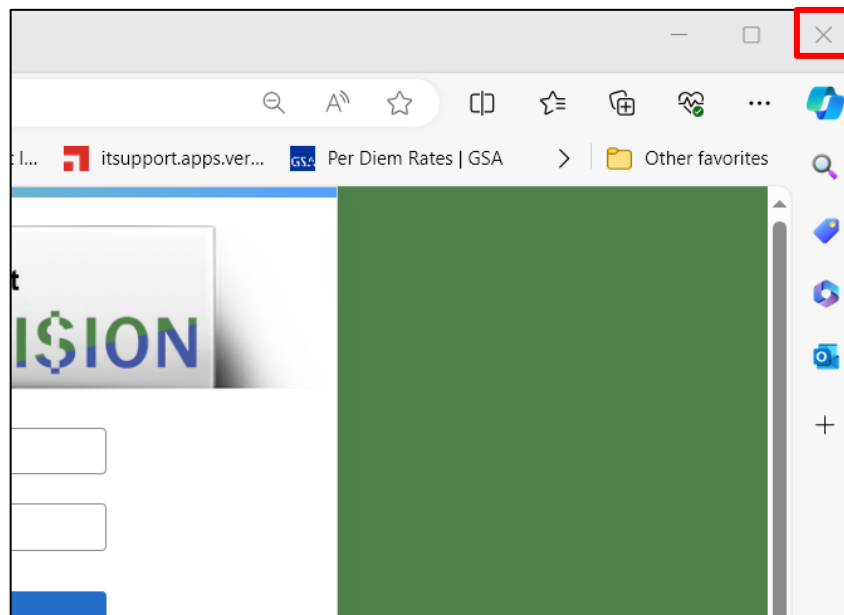 t I... itsupport.apps.ver... GSA Per Diem Rates | GSA Other favorites
t
I$ION